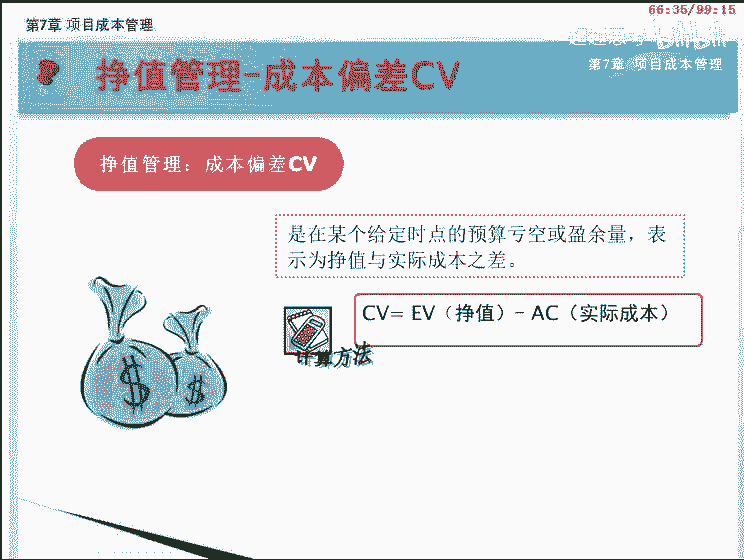 66:35/99:15
第7章 项目成本管理
bilibili
第7章 项目成本管理
挣值管理-成本偏差CV
挣值管理：成本偏差CV
是在某个给定时点的预算亏空或盈余量，表
示为挣值与实际成本之差。
CV= EV（挣值）- AC（实际成本）
计算方法
$
$